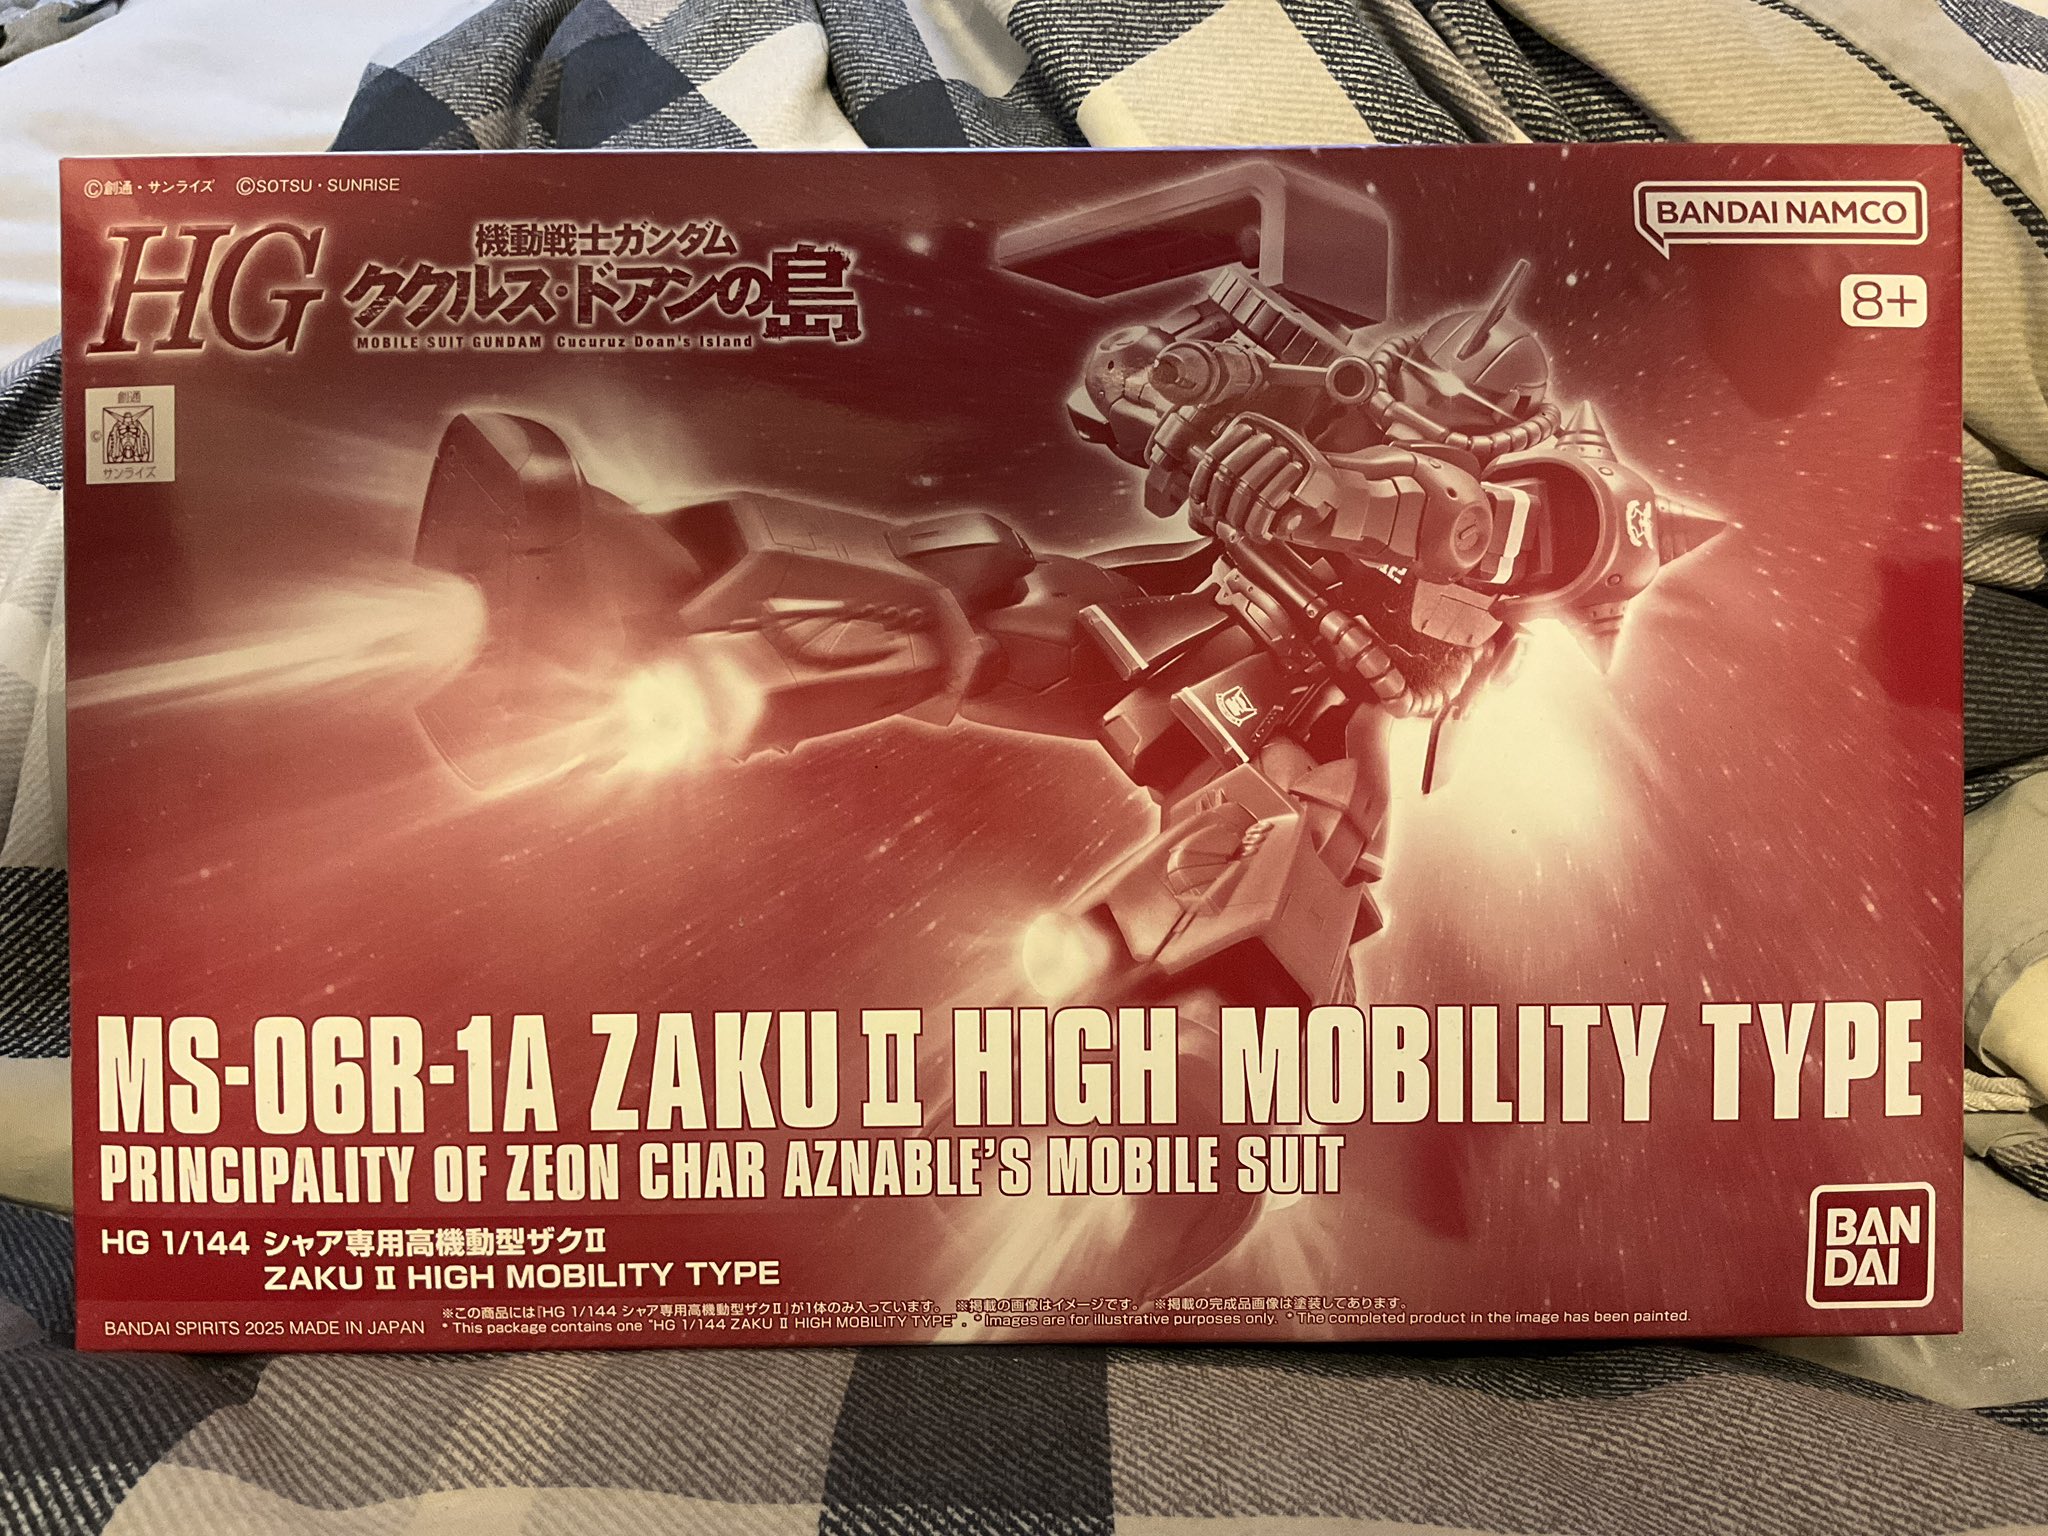 ©創通・サンライズ ©SOTSU・SUNRISE
BANDAI NAMCO
HG
機動戦士ガンダム
ククルス・ドアンの島
MOBILE SUIT GUNDAM Cucuruz Doan's Island
8+
創通
©
サンライズ
MS-06R-1A ZAKU II HIGH MOBILITY TYPE
PRINCIPALITY OF ZEON CHAR AZNABLE'S MOBILE SUIT
HG 1/144 シャア専用高機動型ザクII
ZAKU II HIGH MOBILITY TYPE
BAN
DAI
※この商品には『HG 1/144 シャア専用高機動型ザクII』が1体のみ入っています。 ※掲載の画像はイメージです。 ※掲載の完成品画像は塗装してあります。
BANDAI SPIRITS 2025 MADE IN JAPAN
* This package contains one "HG 1/144 ZAKU II HIGH MOBILITY TYPE". * Images are for illustrative purposes only. * The completed product in the image has been painted.